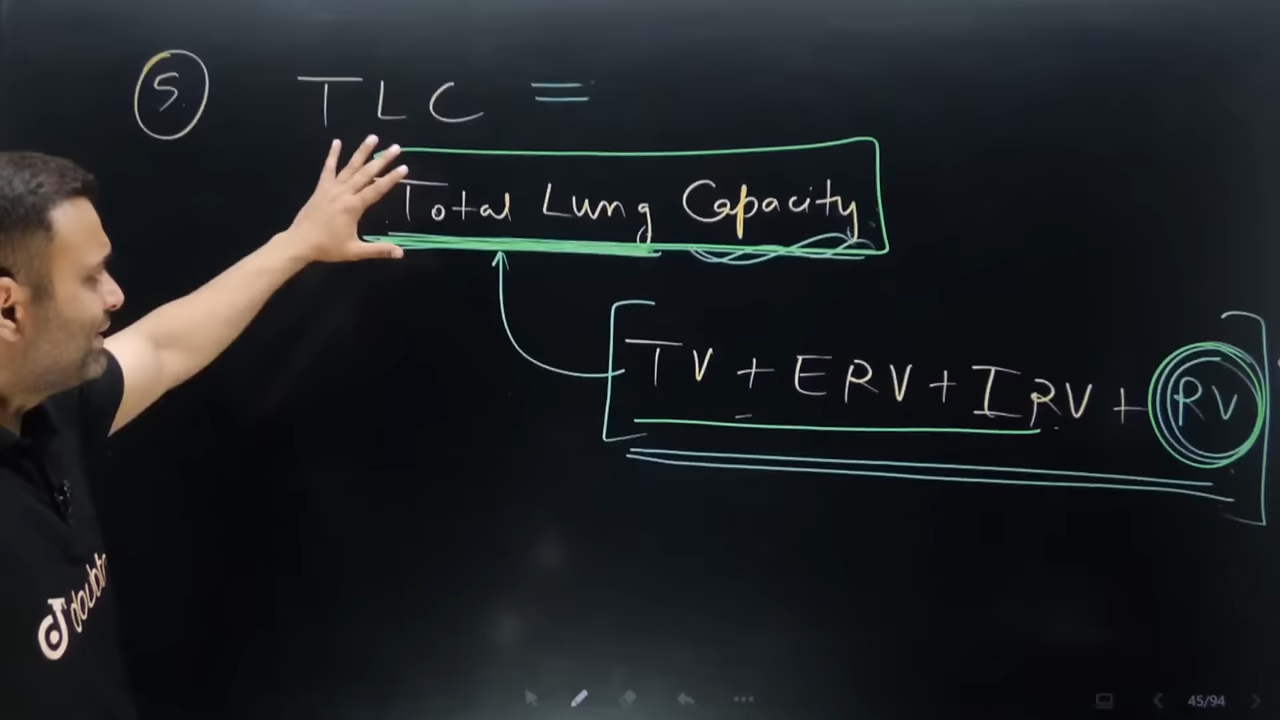 5 TLC =
Total Lung Capacity
[TV + ERV + IRV + RV]
doubt
45/94